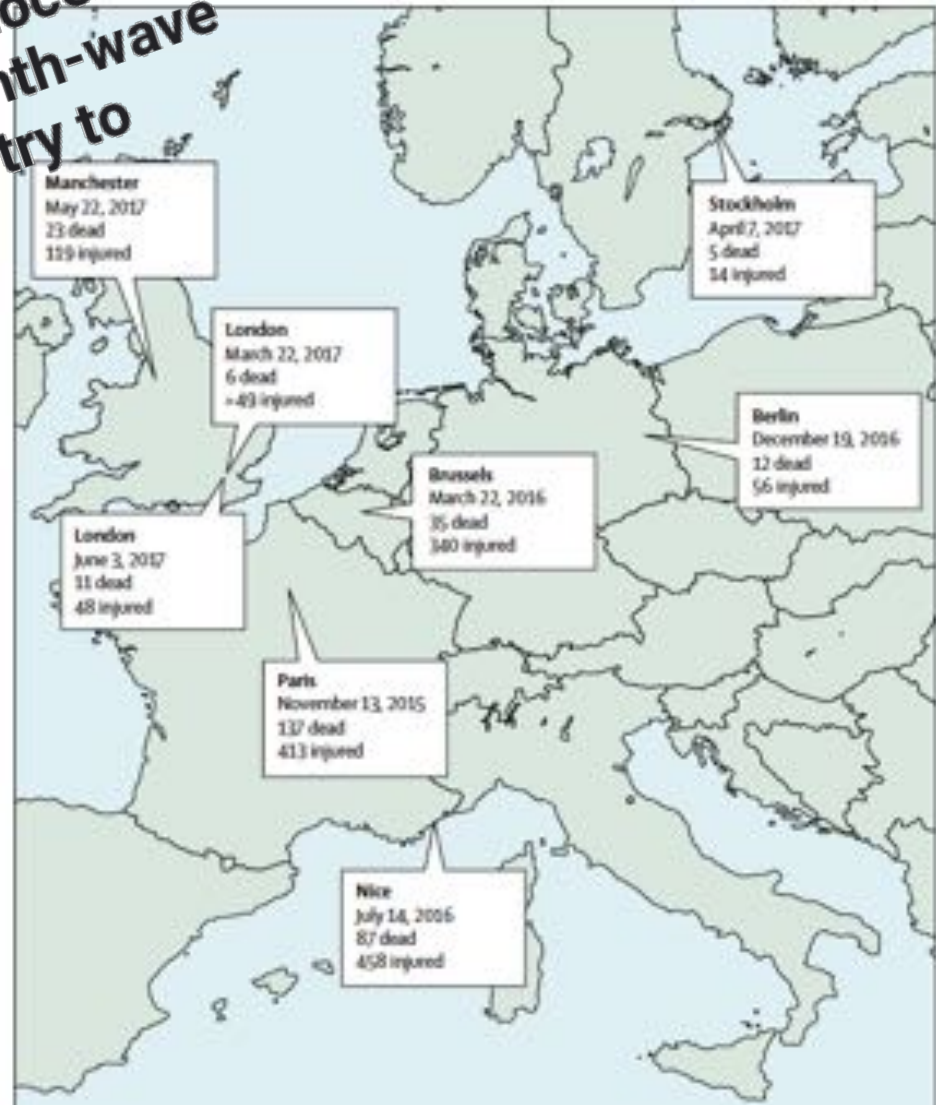 nth-wave
try to
Manchester
May 22, 2017
23 dead
119 injured
Stockholm
April 7, 2017
5 dead
14 injured
London
March 22, 2017
6 dead
~49 injured
Berlin
December 19, 2016
12 dead
56 injured
Brussels
March 22, 2016
35 dead
340 injured
London
June 3, 2017
11 dead
48 injured
Paris
November 13, 2015
137 dead
413 injured
Nice
July 14, 2016
87 dead
458 injured